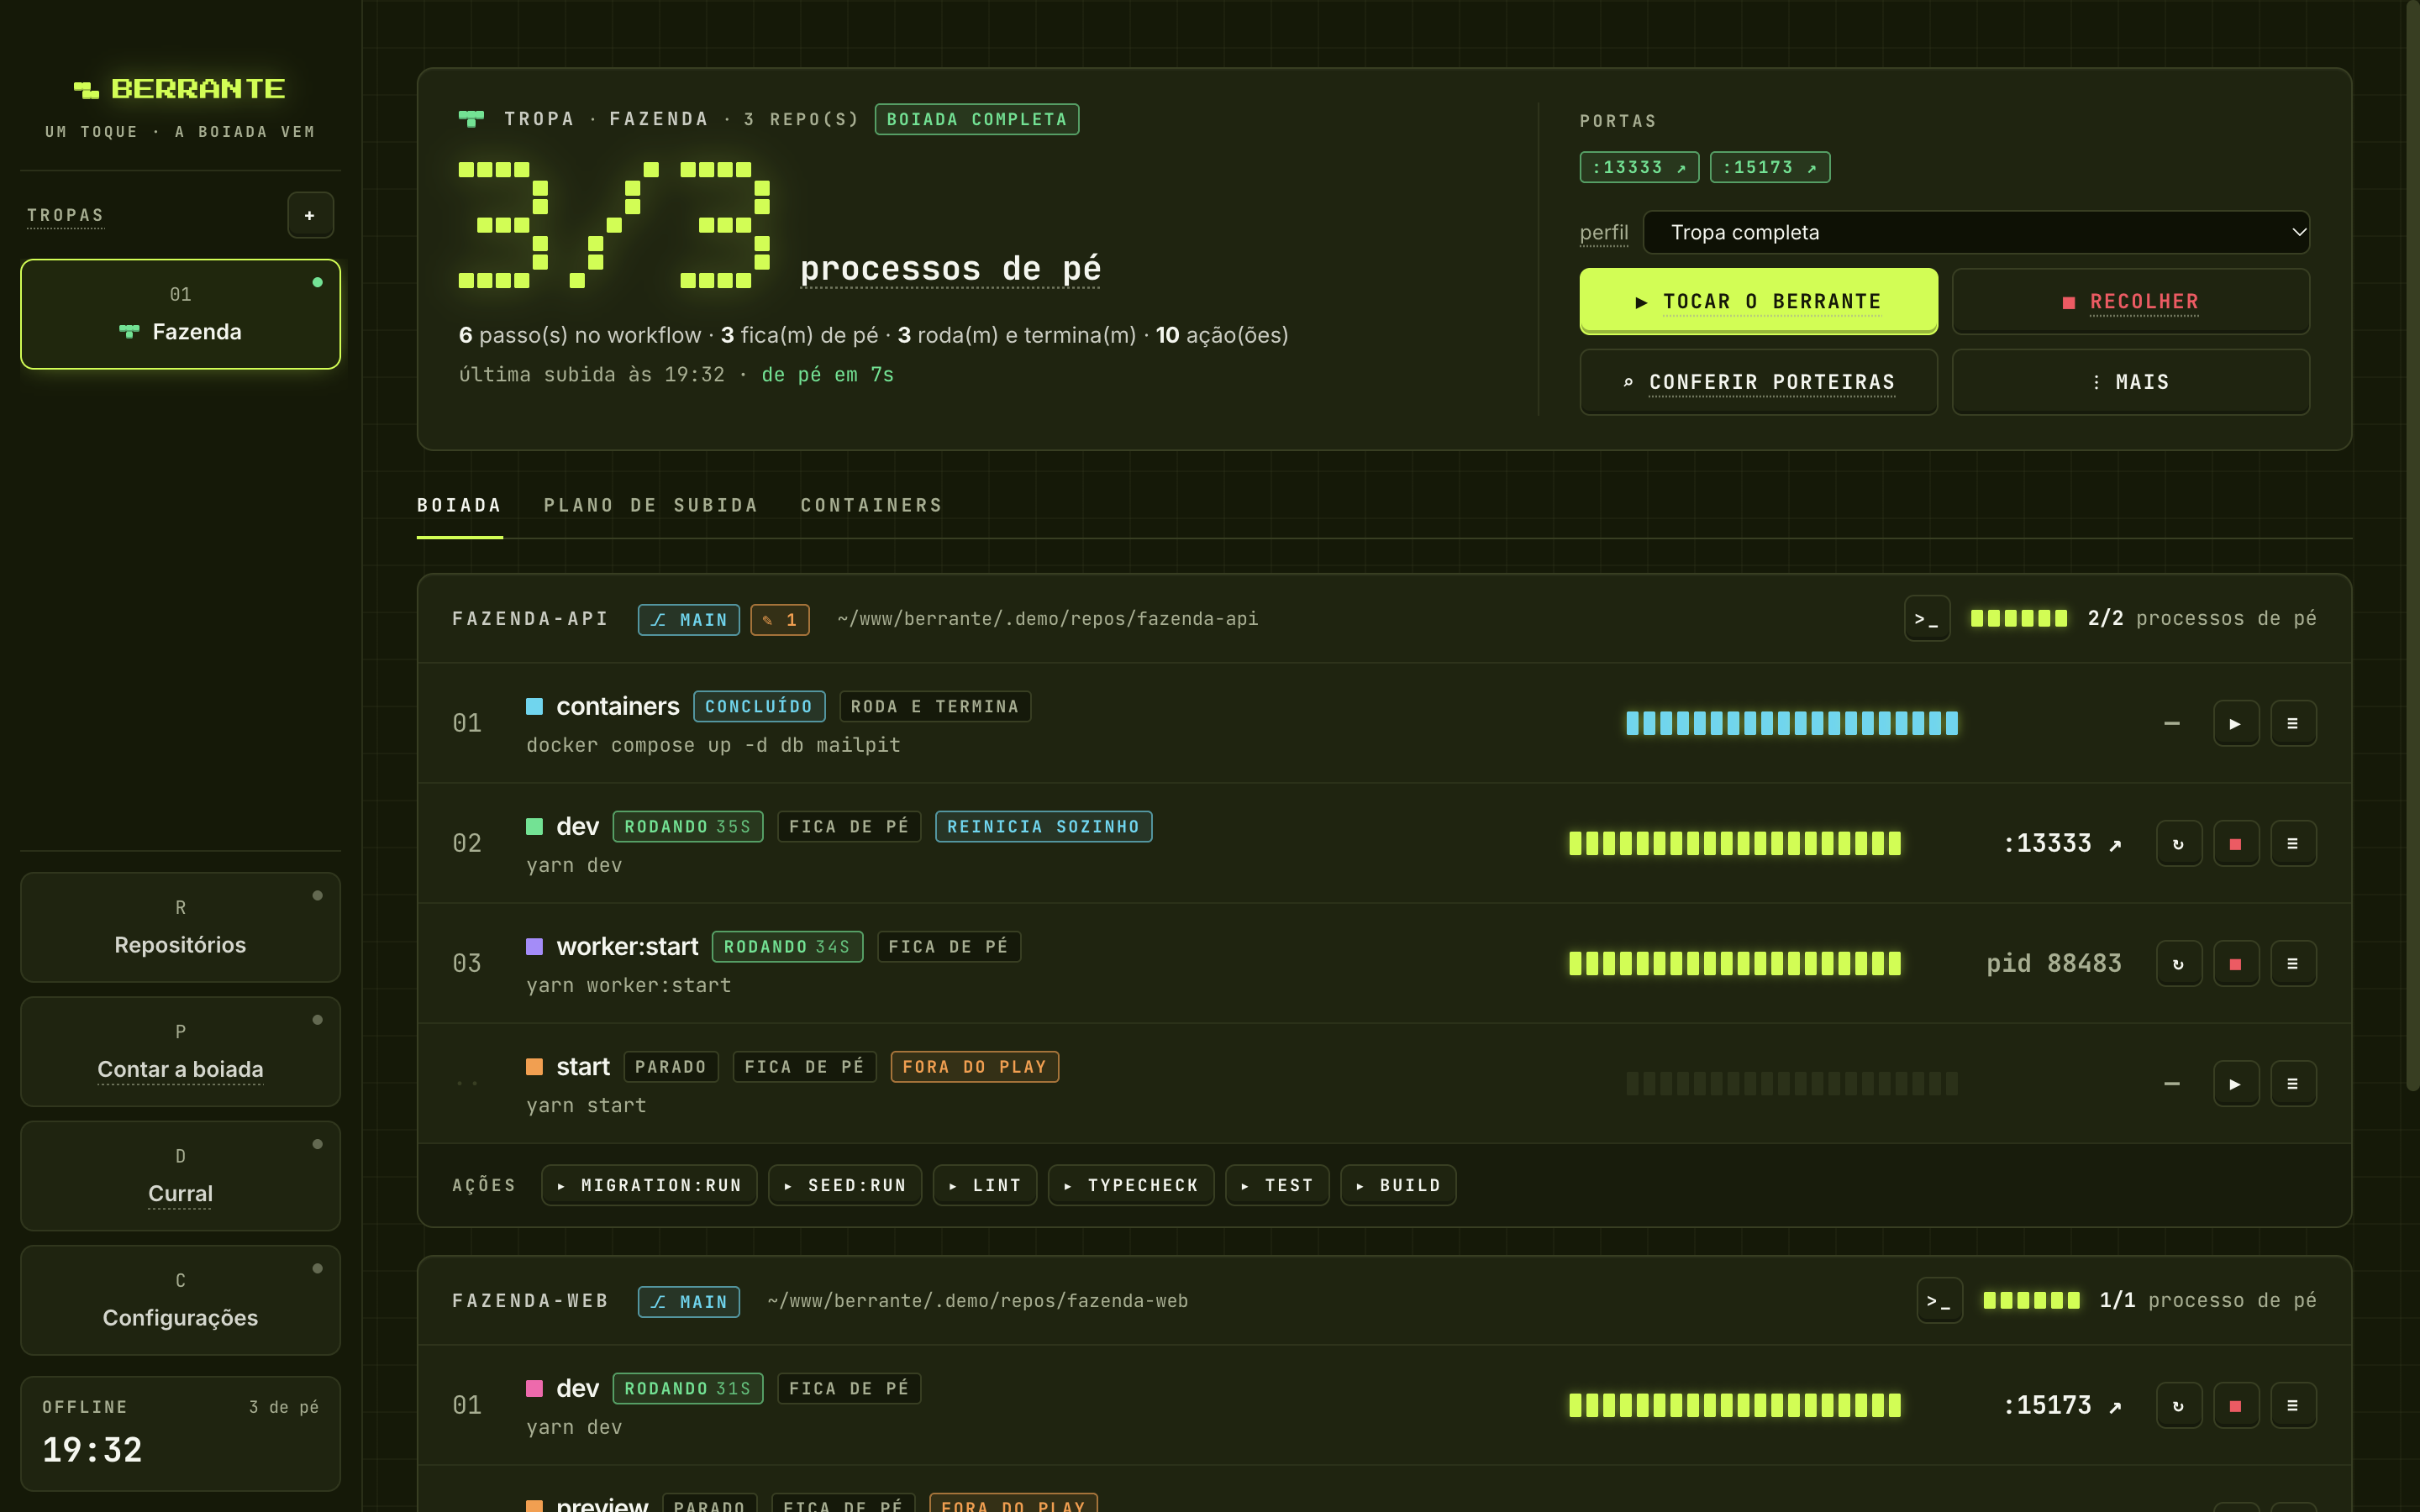 BERRANTE
UM TOQUE · A BOIADA VEM
TROPAS
+
01
Fazenda
R
Repositórios
P
Contar a boiada
D
Curral
C
Configurações
OFFLINE 3 de pé
19:32
TROPA · FAZENDA · 3 REPO(S) BOIADA COMPLETA
3/3 processos de pé
6 passo(s) no workflow · 3 fica(m) de pé · 3 roda(m) e termina(m) · 10 ação(ões)
última subida às 19:32 · de pé em 7s
PORTAS
:13333 ↗ :15173 ↗
perfil Tropa completa
▶ TOCAR O BERRANTE
■ RECOLHER
⌕ CONFERIR PORTEIRAS
⋮ MAIS
BOIADA PLANO DE SUBIDA CONTAINERS
FAZENDA-API ⎇ MAIN ✎ 1 ~/www/berrante/.demo/repos/fazenda-api >_ 2/2 processos de pé
01 containers CONCLUÍDO RODA E TERMINA — ▶ ≡
docker compose up -d db mailpit
02 dev RODANDO 35S FICA DE PÉ REINICIA SOZINHO :13333 ↗ ↻ ■ ≡
yarn dev
03 worker:start RODANDO 34S FICA DE PÉ pid 88483 ↻ ■ ≡
yarn worker:start
·· start PARADO FICA DE PÉ FORA DO PLAY — ▶ ≡
yarn start
AÇÕES ▸ MIGRATION:RUN ▸ SEED:RUN ▸ LINT ▸ TYPECHECK ▸ TEST ▸ BUILD
FAZENDA-WEB ⎇ MAIN ~/www/berrante/.demo/repos/fazenda-web >_ 1/1 processo de pé
01 dev RODANDO 31S FICA DE PÉ :15173 ↗ ↻ ■ ≡
yarn dev
preview PARADO FICA DE PÉ FORA DO PLAY